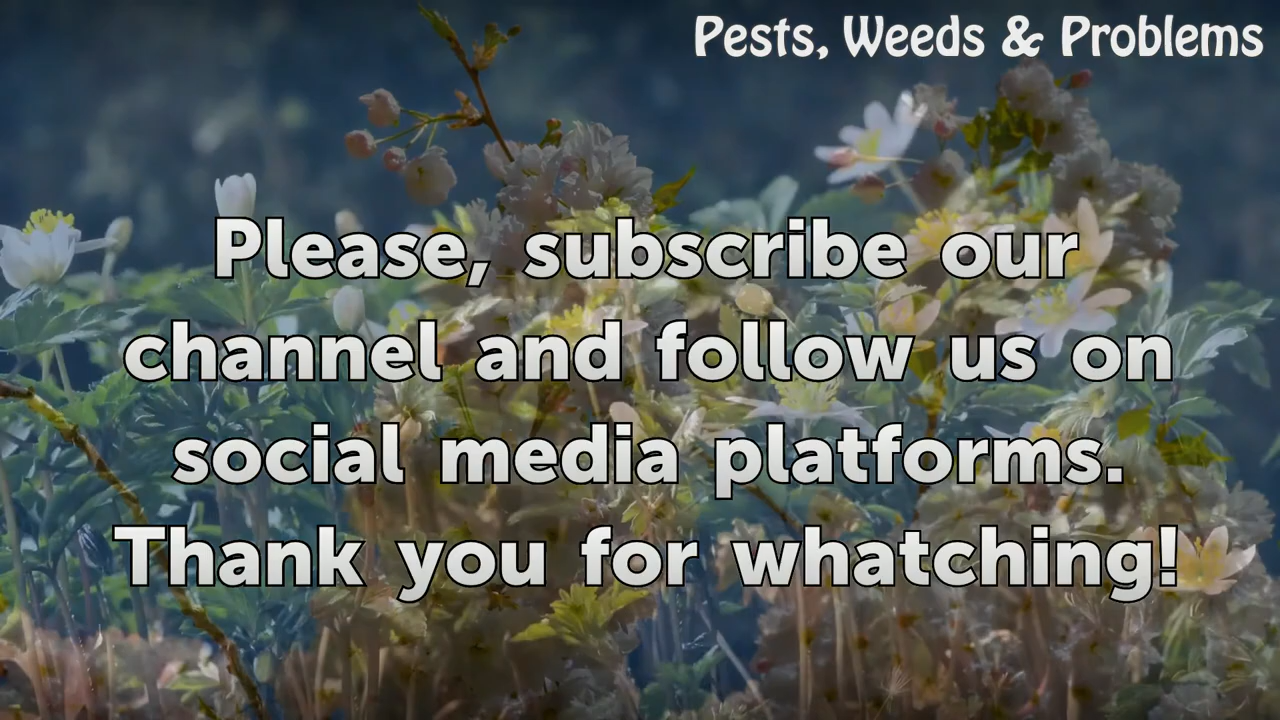 Pests, Weeds & Problems
Please, subscribe our
channel and follow us on
social media platforms.
Thank you for whatching!